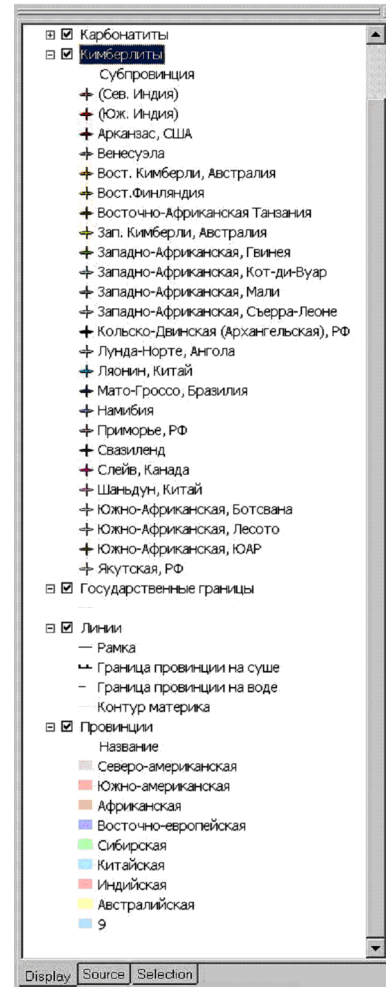 Карбонатиты
Кимберлиты
Субпровинция
(Сев. Индия)
(Юж. Индия)
Арканзас, США
Венесуэла
Вост. Кимберли, Австралия
Вост.Финляндия
Восточно-Африканская Танзания
Зап. Кимберли, Австралия
Западно-Африканская, Гвинея
Западно-Африканская, Кот-ди-Вуар
Западно-Африканская, Мали
Западно-Африканская, Сьерра-Леоне
Кольско-Двинская (Архангельская), РФ
Лунда-Норте, Ангола
Ляонин, Китай
Мато-Гроссо, Бразилия
Намибия
Приморье, РФ
Свазиленд
Слейв, Канада
Шаньдун, Китай
Южно-Африканская, Ботсвана
Южно-Африканская, Лесото
Южно-Африканская, ЮАР
Якутская, РФ
Государственные границы
Линии
Рамка
Граница провинции на суше
Граница провинции на воде
Контур материка
Провинции
Название
Северо-американская
Южно-американская
Африканская
Восточно-европейская
Сибирская
Китайская
Индийская
Австралийская
9
Display Source Selection